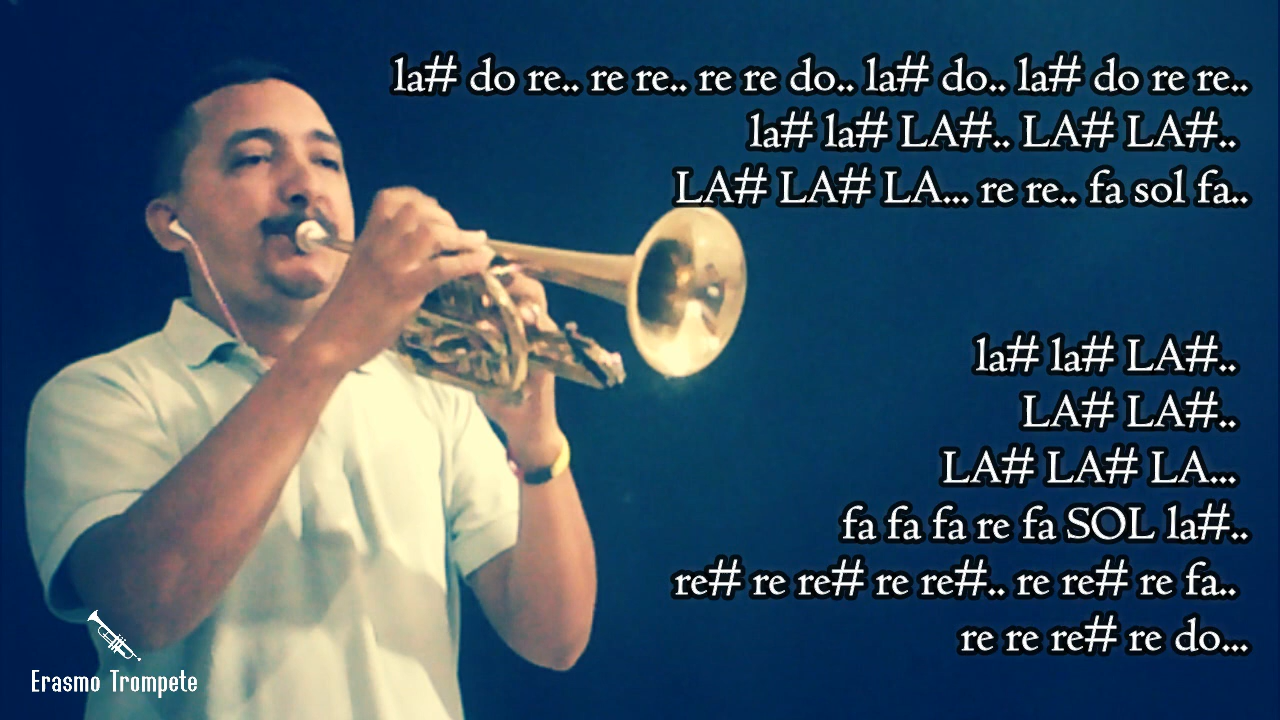 la# do re.. re re.. re re do.. la# do.. la# do re re..
la# la# LA#.. LA# LA#..
LA# LA# LA... re re.. fa sol fa..
la# la# LA#..
LA# LA#..
LA# LA# LA...
fa fa fa re fa SOL la#..
re# re re# re re#.. re re# re fa..
re re re# re do...
Erasmo Trompete